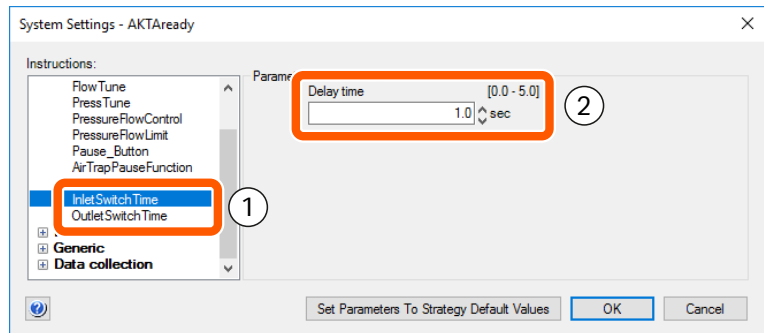 System Settings - AKTAready
Instructions:
FlowTune
PressTune
PressureFlowControl
PressureFlowLimit
Pause_Button
AirTrapPauseFunction
InletSwitchTime
OutletSwitchTime
Generic
Data collection
Delay time [0.0 - 5.0]
1.0 sec
1
2
Set Parameters To Strategy Default Values
OK
Cancel